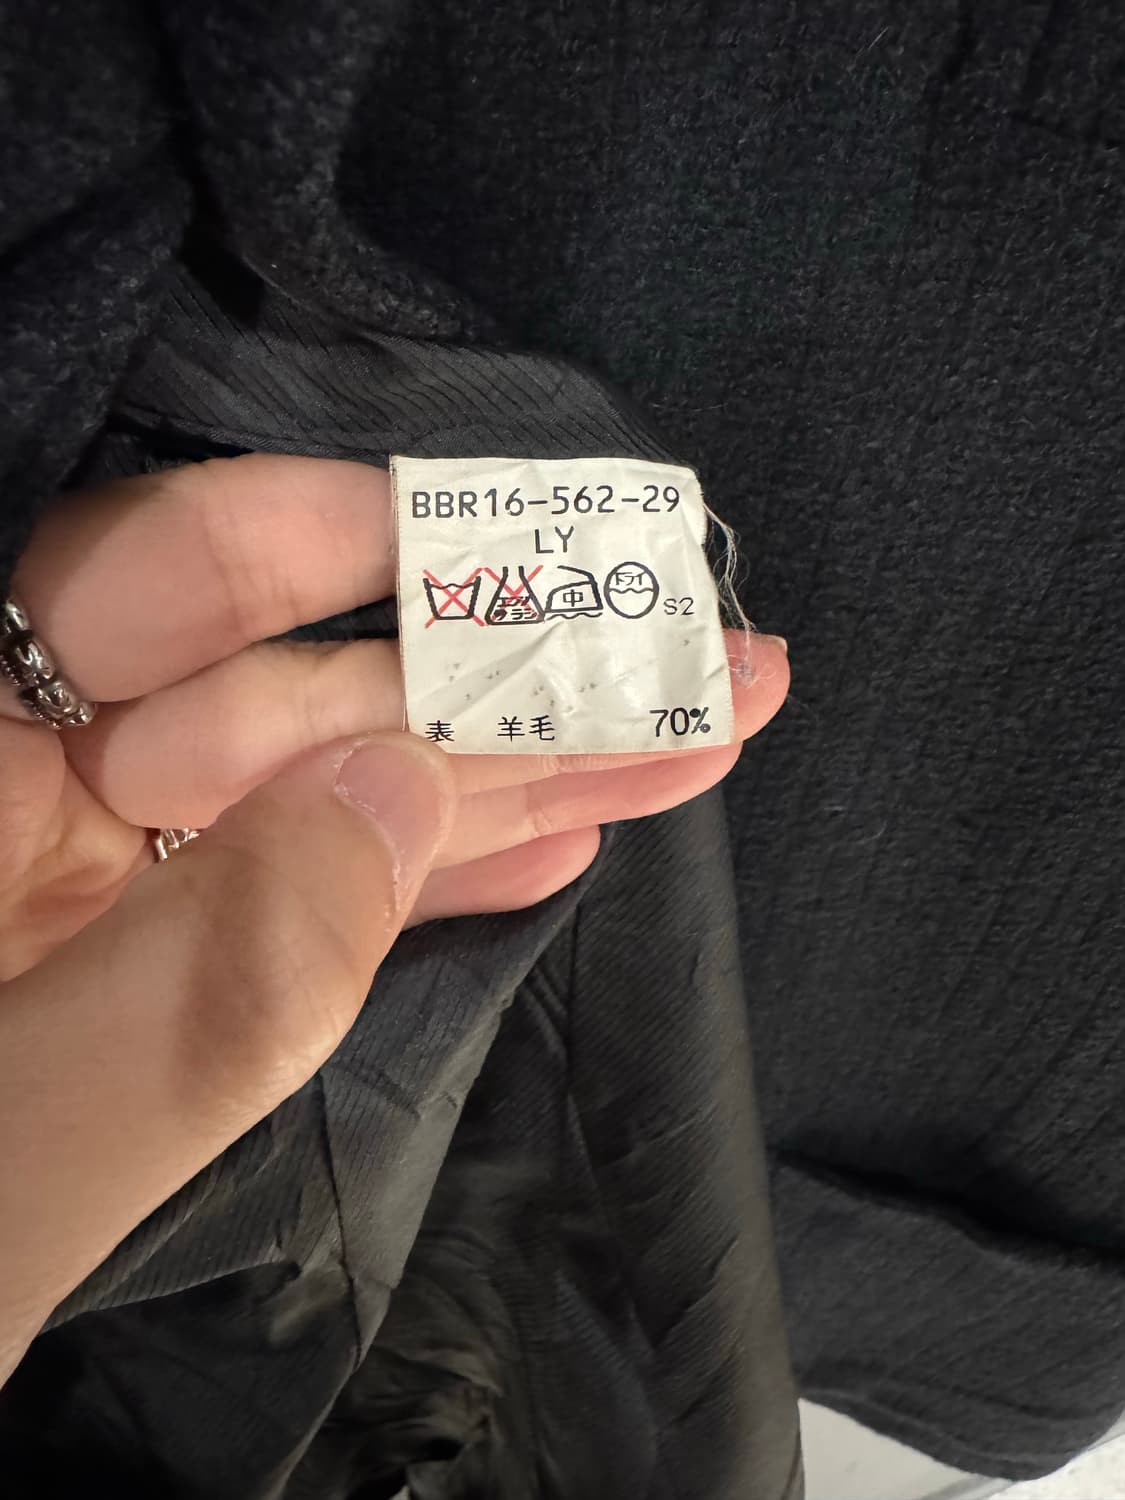 BBR16-562-29
LY
エンソ サラシ 中 ドライ S2
表 羊毛 70%